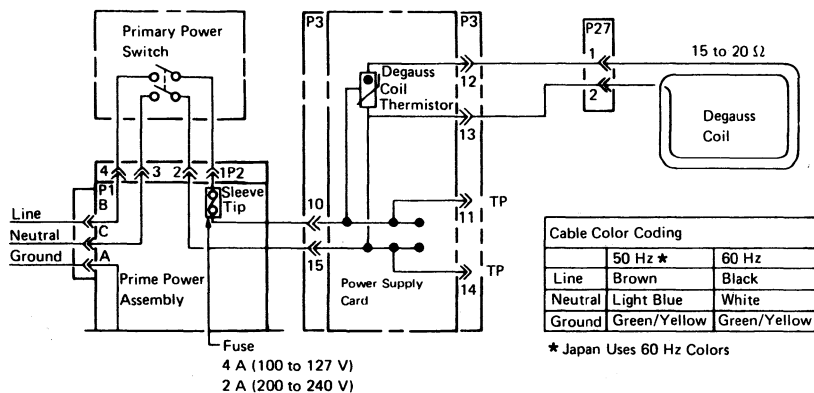 Primary Power
Switch
P3
P3
P27
Degauss
Coil
Thermistor
1
2
12
13
15 to 20 Ω
Degauss
Coil
4
3
2
1P2
P1
B
C
A
Sleeve
Tip
Line
Neutral
Ground
Prime Power
Assembly
10
15
11
TP
14
TP
Power Supply
Card
Fuse
4 A (100 to 127 V)
2 A (200 to 240 V)
Cable Color Coding
50 Hz * 60 Hz
Line Brown Black
Neutral Light Blue White
Ground Green/Yellow Green/Yellow
* Japan Uses 60 Hz Colors